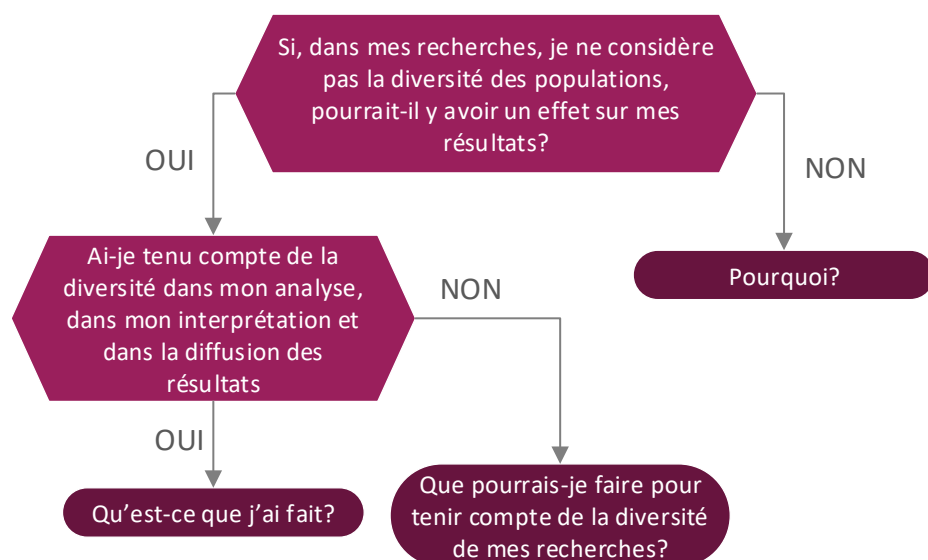 Si, dans mes recherches, je ne considère
pas la diversité des populations,
pourrait-il y avoir un effet sur mes
résultats?
OUI
NON
Ai-je tenu compte de la
diversité dans mon analyse,
dans mon interprétation et
dans la diffusion des
résultats
NON
Pourquoi?
OUI
Qu’est-ce que j’ai fait?
Que pourrais-je faire pour
tenir compte de la diversité
de mes recherches?